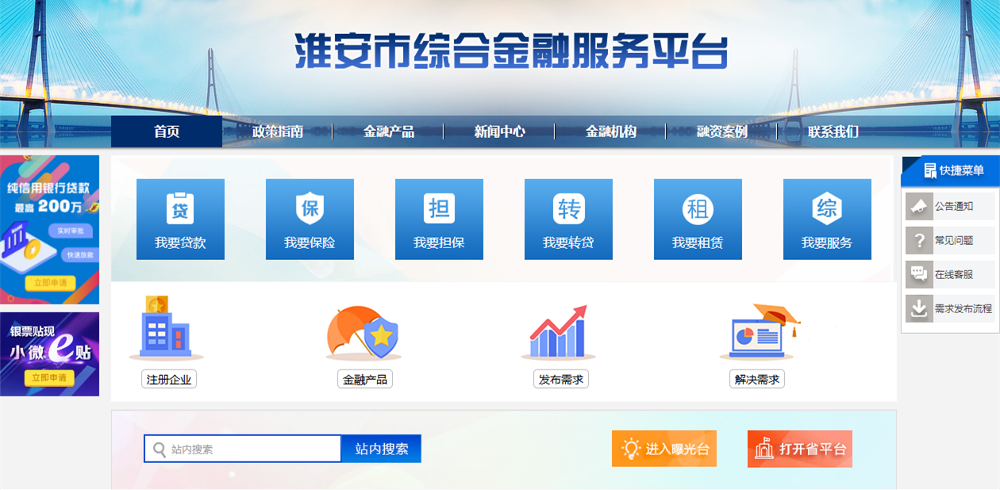 淮安市综合金融服务平台
首页
政策指南
金融产品
新闻中心
金融机构
融资案例
联系我们
纯信用银行贷款
最高200万
实时审批
快速放款
立即申请
银票贴现
小微e贴
立即申请
贷
我要贷款
保
我要保险
担
我要担保
转
我要转贷
租
我要租赁
综
我要服务
快捷菜单
公告通知
常见问题
在线客服
需求发布流程
注册企业
金融产品
发布需求
解决需求
站内搜索
站内搜索
进入曝光台
打开省平台